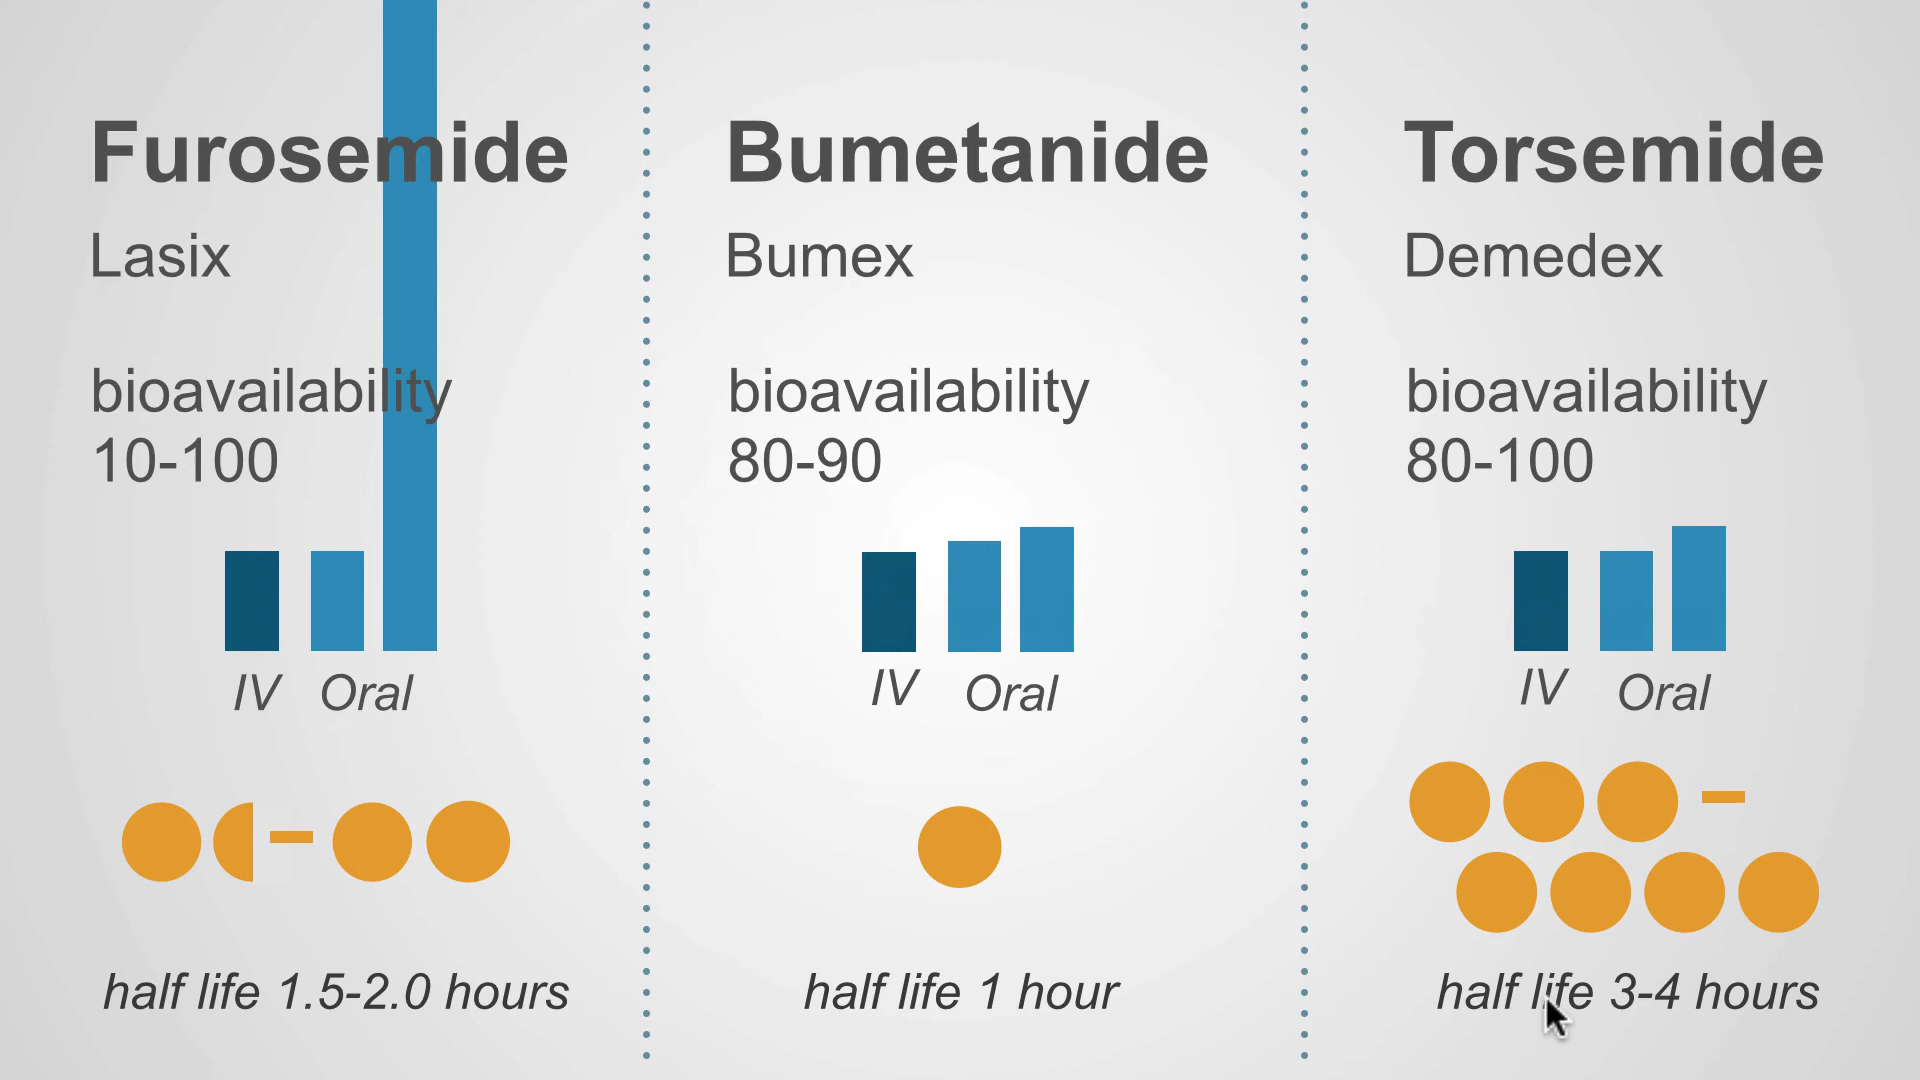 Furosemide
Lasix
bioavailability
10-100
IV Oral
half life 1.5-2.0 hours
Bumetanide
Bumex
bioavailability
80-90
IV Oral
half life 1 hour
Torsemide
Demedex
bioavailability
80-100
IV Oral
half life 3-4 hours